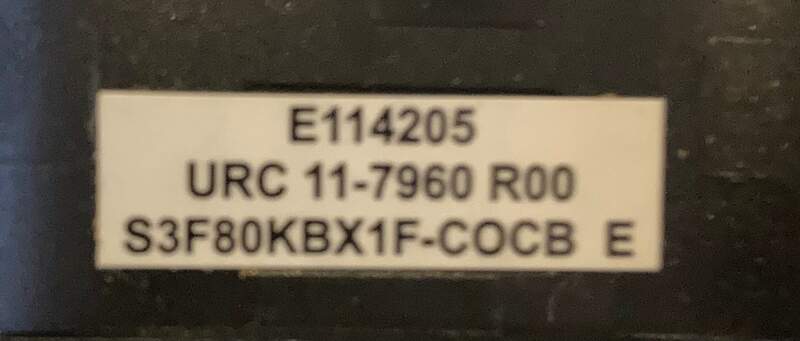 E114205
URC 11-7960 R00
S3F80KBX1F-COCB E